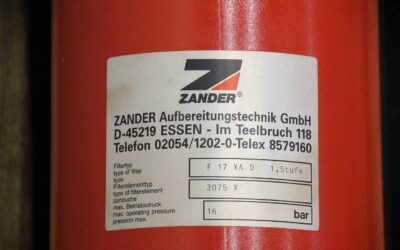 ZANDER®
ZANDER Aufbereitungstechnik GmbH
D-45219 ESSEN - Im Teelbruch 118
Telefon 02054/1202-0-Telex 8579160
Filtertyp
type of filter F 17 XA D 1.Stufe
type
Filterelementtyp
type of filterelement 3075 X
cartouche
max. Betriebsdruck
max. operating pressure 16 bar
pression max.